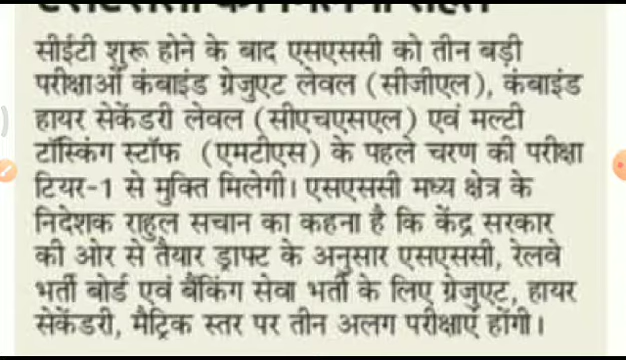 सीईटी शुरू होने के बाद एसएससी को तीन बड़ी
परीक्षाओं कंबाइंड ग्रेजुएट लेवल (सीजीएल), कंबाइंड
हायर सेकेंडरी लेवल (सीएचएसएल) एवं मल्टी
टॉस्किंग स्टॉफ (एमटीएस) के पहले चरण की परीक्षा
टियर-1 से मुक्ति मिलेगी। एसएससी मध्य क्षेत्र के
निदेशक राहुल सचान का कहना है कि केंद्र सरकार
की ओर से तैयार ड्राफ्ट के अनुसार एसएससी, रेलवे
भर्ती बोर्ड एवं बैंकिंग सेवा भर्ती के लिए ग्रेजुएट, हायर
सेकेंडरी, मैट्रिक स्तर पर तीन अलग परीक्षाएं होंगी।